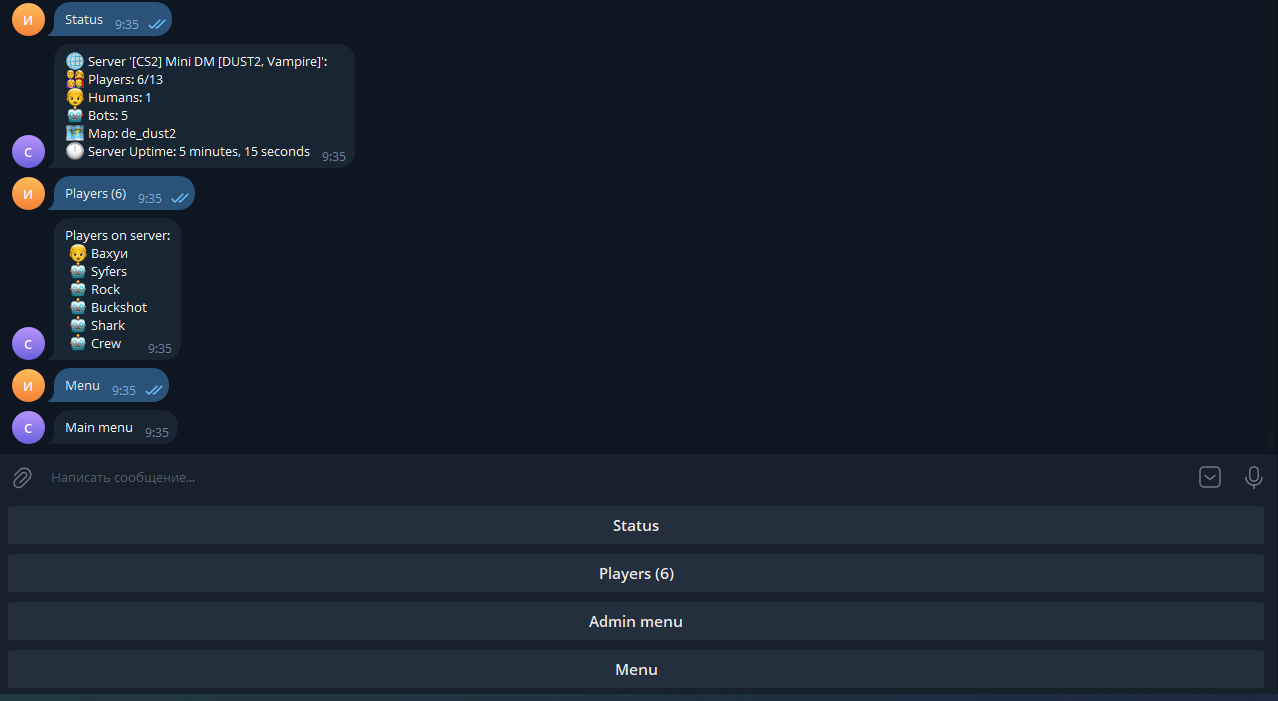 И
Status 9:35
Server '[CS2] Mini DM [DUST2, Vampire]':
Players: 6/13
Humans: 1
Bots: 5
Map: de_dust2
Server Uptime: 5 minutes, 15 seconds 9:35
С
И
Players (6) 9:35
Players on server:
Вахуи
Syfers
Rock
Buckshot
Shark
Crew 9:35
С
И
Menu 9:35
С
Main menu 9:35
Написать сообщение...
Status
Players (6)
Admin menu
Menu